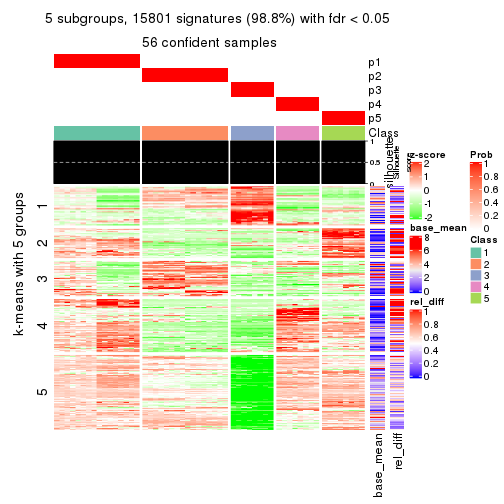 5 subgroups, 15801 signatures (98.8%) with fdr < 0.05
56 confident samples
p1
p2
p3
p4
p5
Class
1
0.5
0
silhouette
Silhouette
score
k-means with 5 groups
1
2
3
4
5
base_mean
rel_diff
z-score
2
1
0
-1
-2
base_mean
8
6
4
2
0
rel_diff
1
0.8
0.6
0.4
0.2
0
Prob
1
0.8
0.6
0.4
0.2
0
Class
1
2
3
4
5